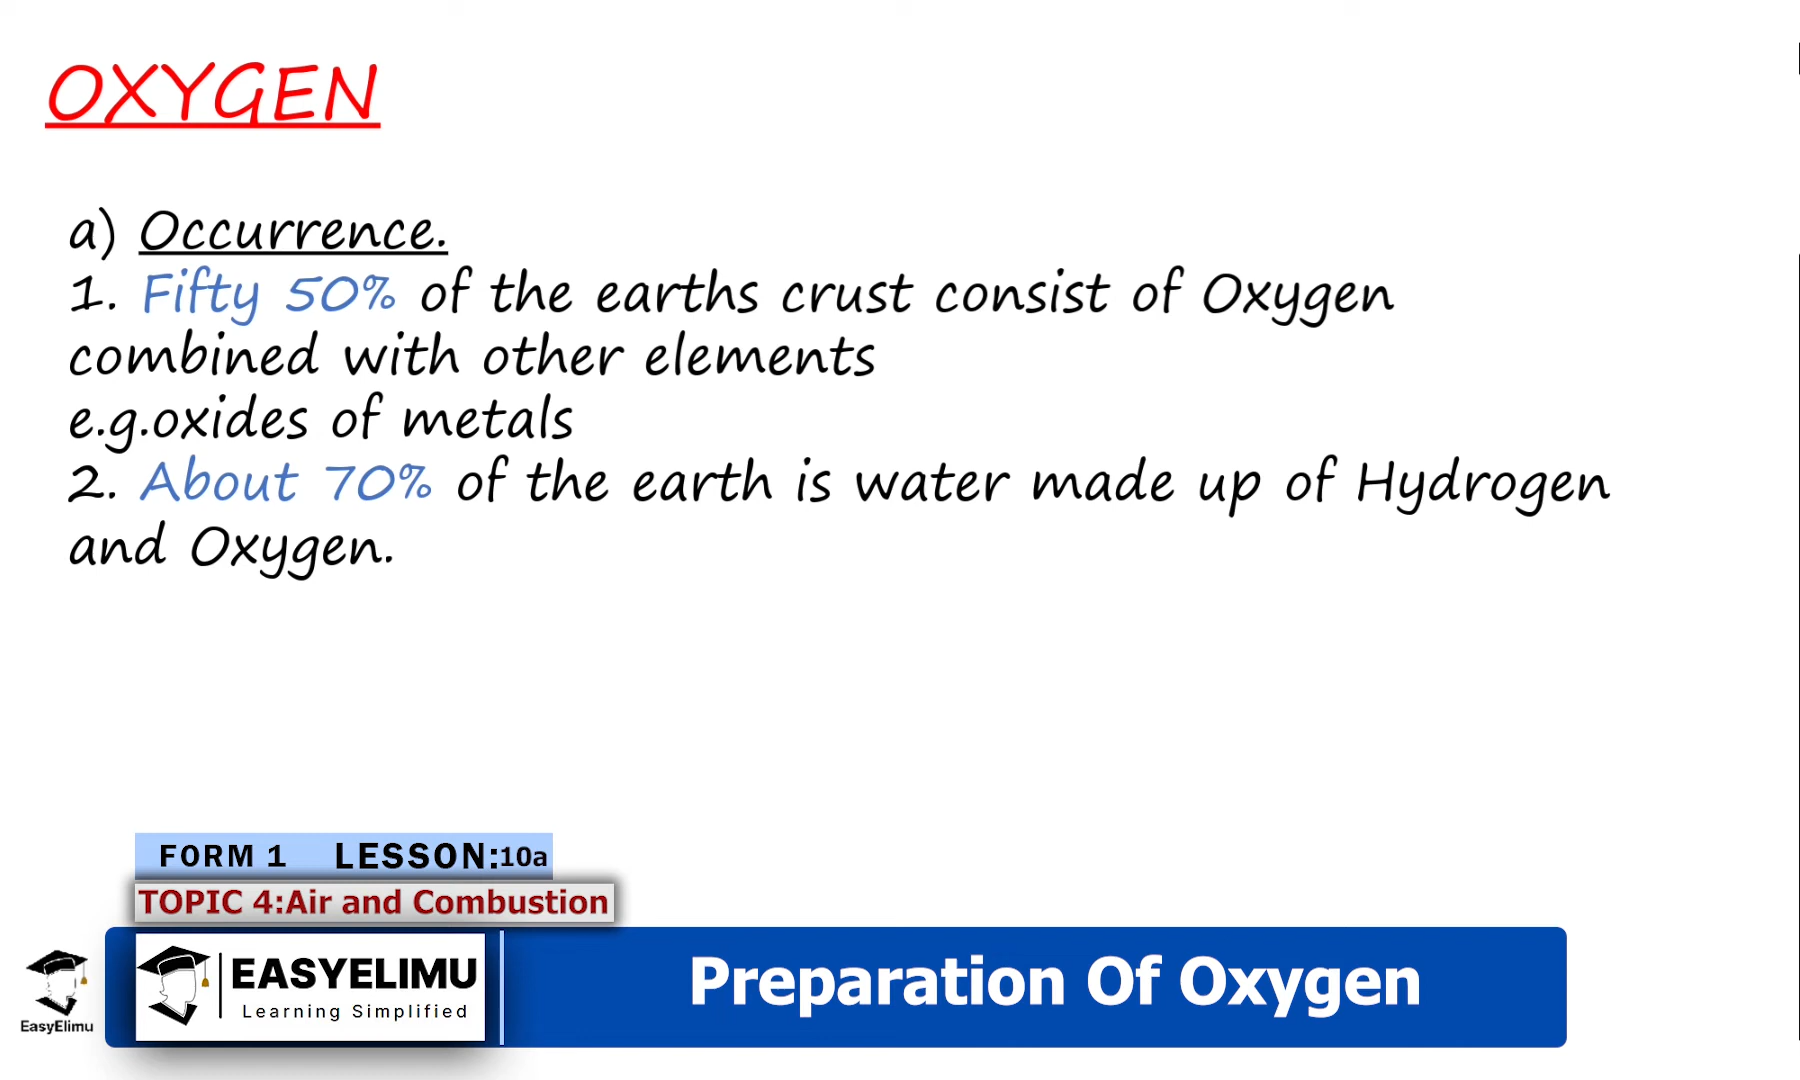 OXYGEN
a) Occurrence.
1. Fifty 50% of the earths crust consist of Oxygen
combined with other elements
e.g.oxides of metals
2. About 70% of the earth is water made up of Hydrogen
and Oxygen.
FORM 1 LESSON:10a
TOPIC 4:Air and Combustion
EASYELIMU
Learning Simplified
Preparation Of Oxygen
EasyElimu